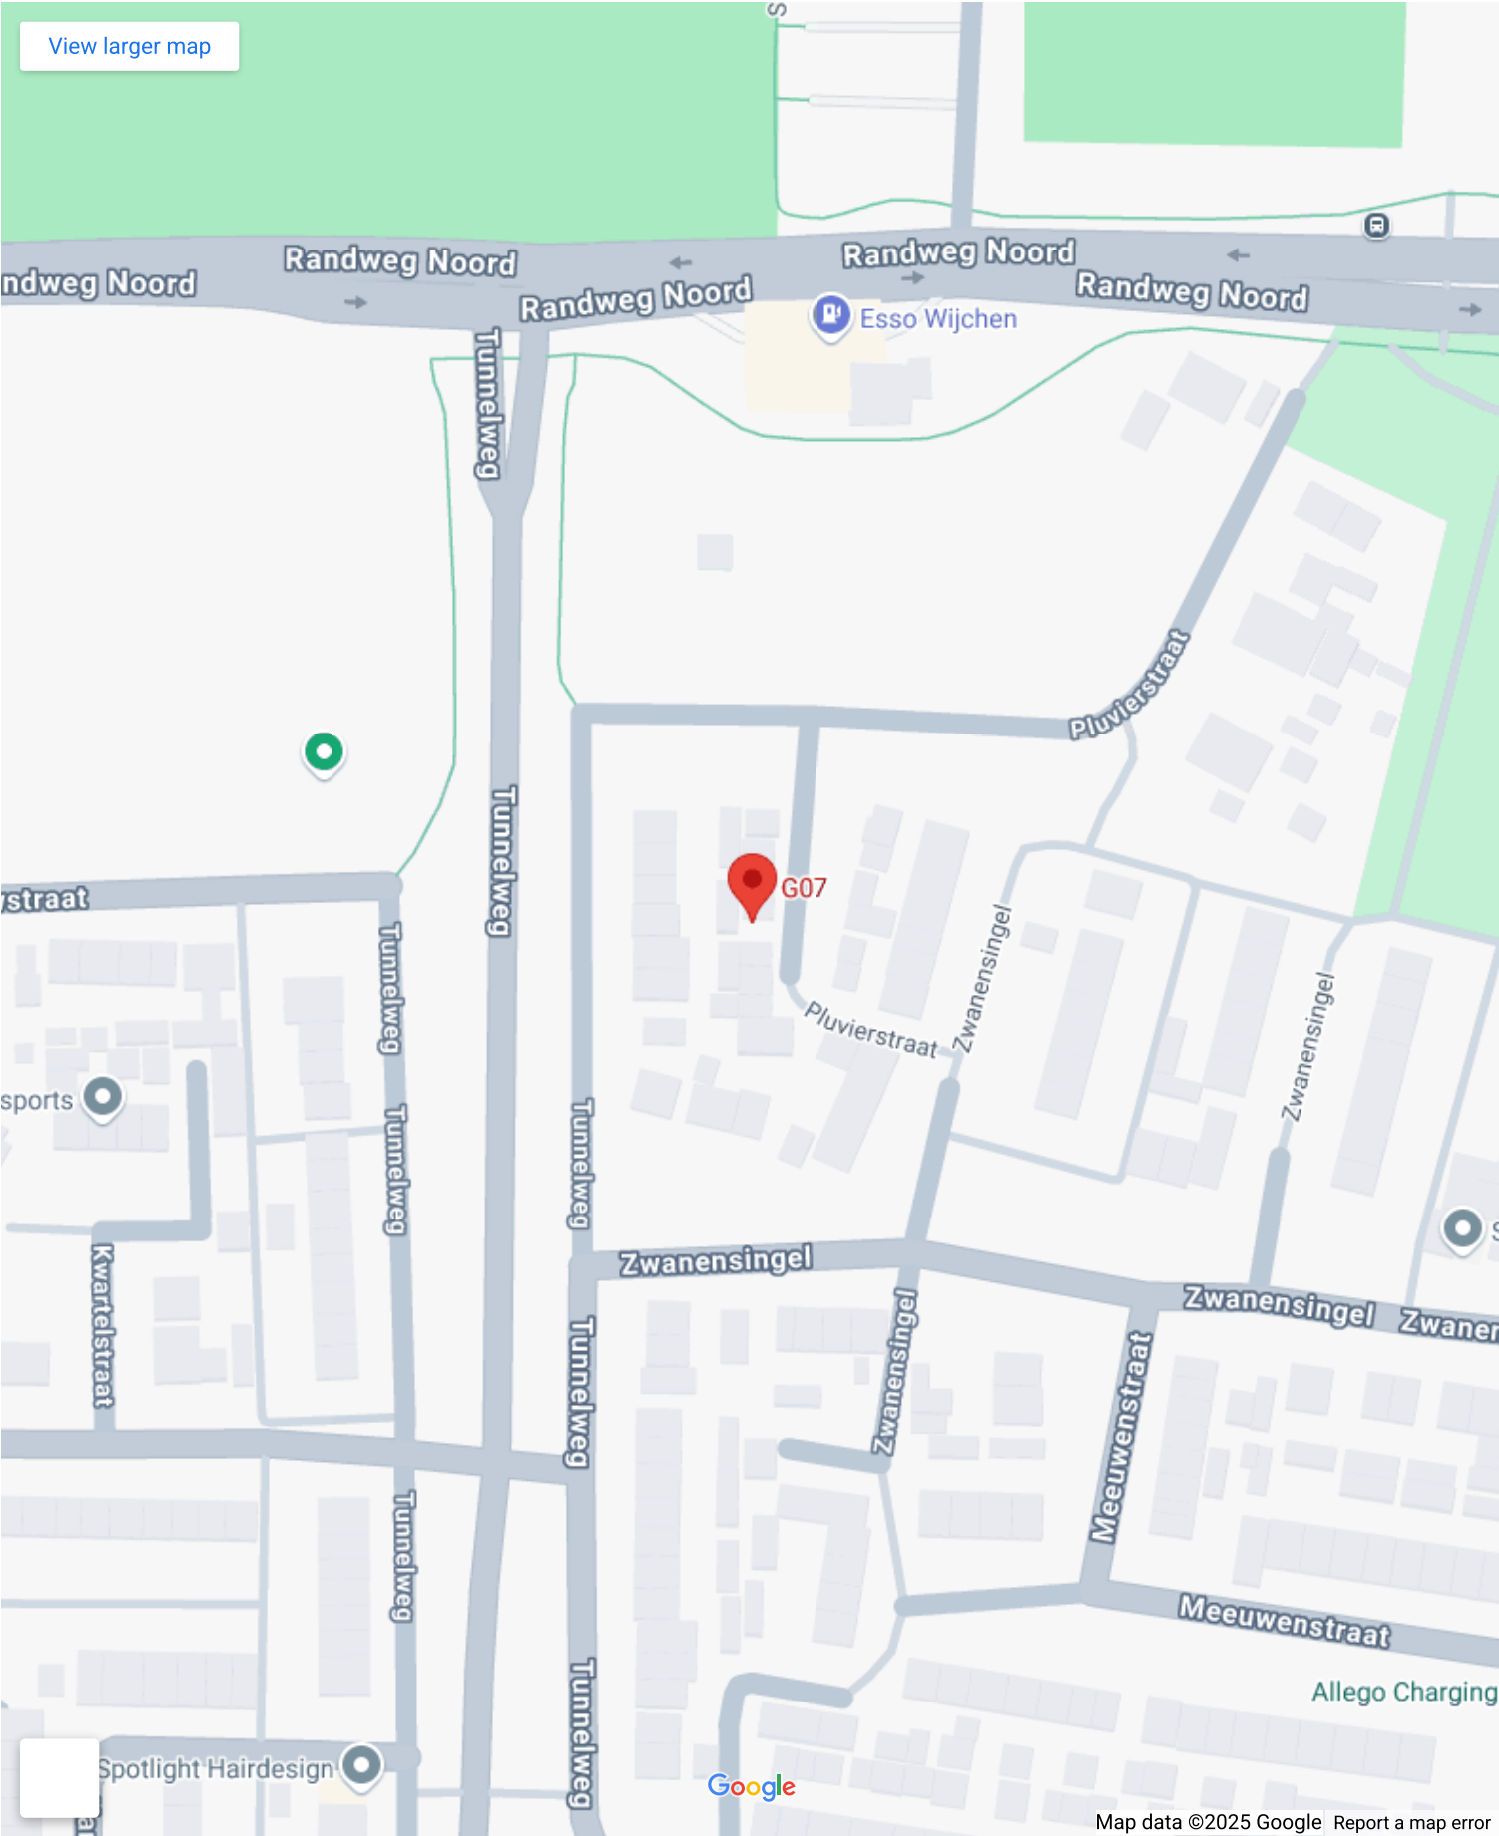 S
View larger map
Randweg Noord
Randweg Noord
ndweg Noord
Randweg Noord
Randweg Noord
Esso Wijchen
Tunnelweg
Pluvierstraat
Tunnelweg
G07
straat
Zwanensingel
Tunnelweg
Zwanensingel
Pluvierstraat
sports
Tunnelweg
Tunnelweg
S
Zwanensingel
Kwartelstraat
Zwanensingel
Zwanen
Tunnelweg
Zwanensingel
Meeuwenstraat
Tunnelweg
Meeuwenstraat
Tunnelweg
Allego Charging
Spotlight Hairdesign
Google
aa
Map data ©2025 Google
Report a map error